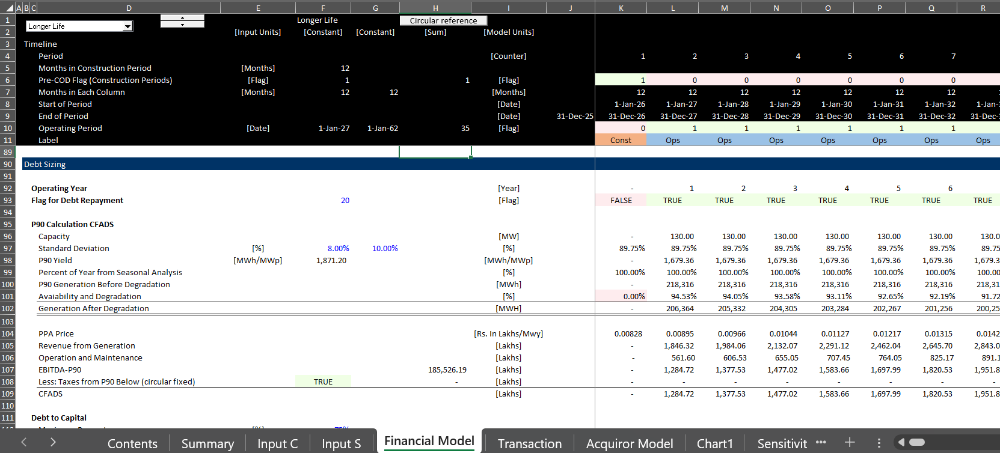 A B C D E F G H I J K L M N O P Q R
1 Longer Life Longer Life Circular reference
2 [Input Units] [Constant] [Constant] [Sum] [Model Units]
3 Timeline
4 Period [Counter] 1 2 3 4 5 6 7
5 Months in Construction Period [Months] 12
6 Pre-COD Flag (Construction Periods) [Flag] 1 1 [Flag] 1 0 0 0 0 0 0
7 Months in Each Column [Months] 12 12 [Months] 12 12 12 12 12 12 12
8 Start of Period [Date] 1-Jan-26 1-Jan-27 1-Jan-28 1-Jan-29 1-Jan-30 1-Jan-31 1-Jan-32 1-Jan-
9 End of Period [Date] 31-Dec-25 31-Dec-26 31-Dec-27 31-Dec-28 31-Dec-29 31-Dec-30 31-Dec-31 31-Dec-32 31-Dec-
10 Operating Period [Date] 1-Jan-27 1-Jan-62 35 [Flag] 0 1 1 1 1 1 1
11 Label Const Ops Ops Ops Ops Ops Ops Ops
89
90 Debt Sizing
91
92 Operating Year [Year] - 1 2 3 4 5 6
93 Flag for Debt Repayment 20 [Flag] FALSE TRUE TRUE TRUE TRUE TRUE TRUE TRUE
94
95 P90 Calculation CFADS
96 Capacity [MW] - 130.00 130.00 130.00 130.00 130.00 130.00 130.0
97 Standard Deviation [%] 8.00% 10.00% [%] 89.75% 89.75% 89.75% 89.75% 89.75% 89.75% 89.75% 89.75
98 P90 Yield [MWh/MWp] 1,871.20 [MWh/MWp] - 1,679.36 1,679.36 1,679.36 1,679.36 1,679.36 1,679.36 1,679.3
99 Percent of Year from Seasonal Analysis [%] 100.00% 100.00% 100.00% 100.00% 100.00% 100.00% 100.00% 100.00
100 P90 Generation Before Degradation [MWh] - 218,316 218,316 218,316 218,316 218,316 218,316 218,31
101 Avaiability and Degradation [%] 0.00% 94.53% 94.05% 93.58% 93.11% 92.65% 92.19% 91.72
102 Generation After Degradation [MWH] - 206,364 205,332 204,305 203,284 202,267 201,256 200,25
103
104 PPA Price [Rs. In Lakhs/Mwy] 0.00828 0.00895 0.00966 0.01044 0.01127 0.01217 0.01315 0.0142
105 Revenue from Generation [Lakhs] - 1,846.32 1,984.06 2,132.07 2,291.12 2,462.04 2,645.70 2,843.0
106 Operation and Maintenance [Lakhs] - 561.60 606.53 655.05 707.45 764.05 825.17 891.1
107 EBITDA-P90 185,526.19 [Lakhs] - 1,284.72 1,377.53 1,477.02 1,583.66 1,697.99 1,820.53 1,951.8
108 Less: Taxes from P90 Below (circular fixed) TRUE - [Lakhs] - - - - - - - -
109 CFADS [Lakhs] - 1,284.72 1,377.53 1,477.02 1,583.66 1,697.99 1,820.53 1,951.8
110
111 Debt to Capital
Contents Summary Input C Input S Financial Model Transaction Acquiror Model Chart1 Sensitivit